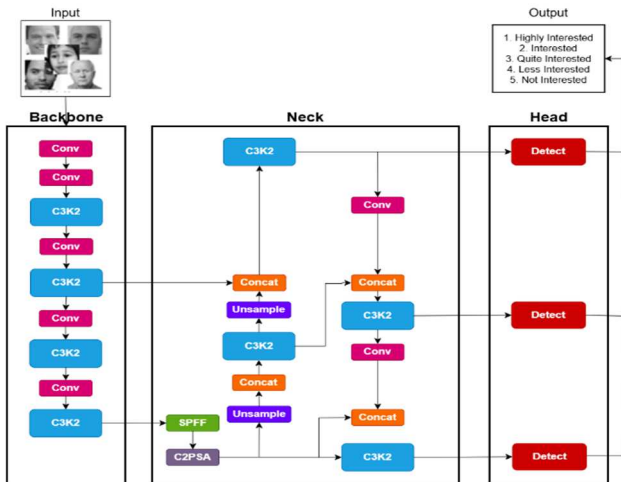 Input
Output
1. Highly Interested
2. Interested
3. Quite Interested
4. Less Interested
5. Not Interested
Backbone
Conv
Conv
C3K2
Conv
C3K2
Conv
C3K2
Conv
C3K2
Neck
C3K2
Conv
Concat
Concat
Unsample
C3K2
C3K2
Conv
Concat
Unsample
Concat
SPFF
C2PSA
C3K2
Head
Detect
Detect
Detect